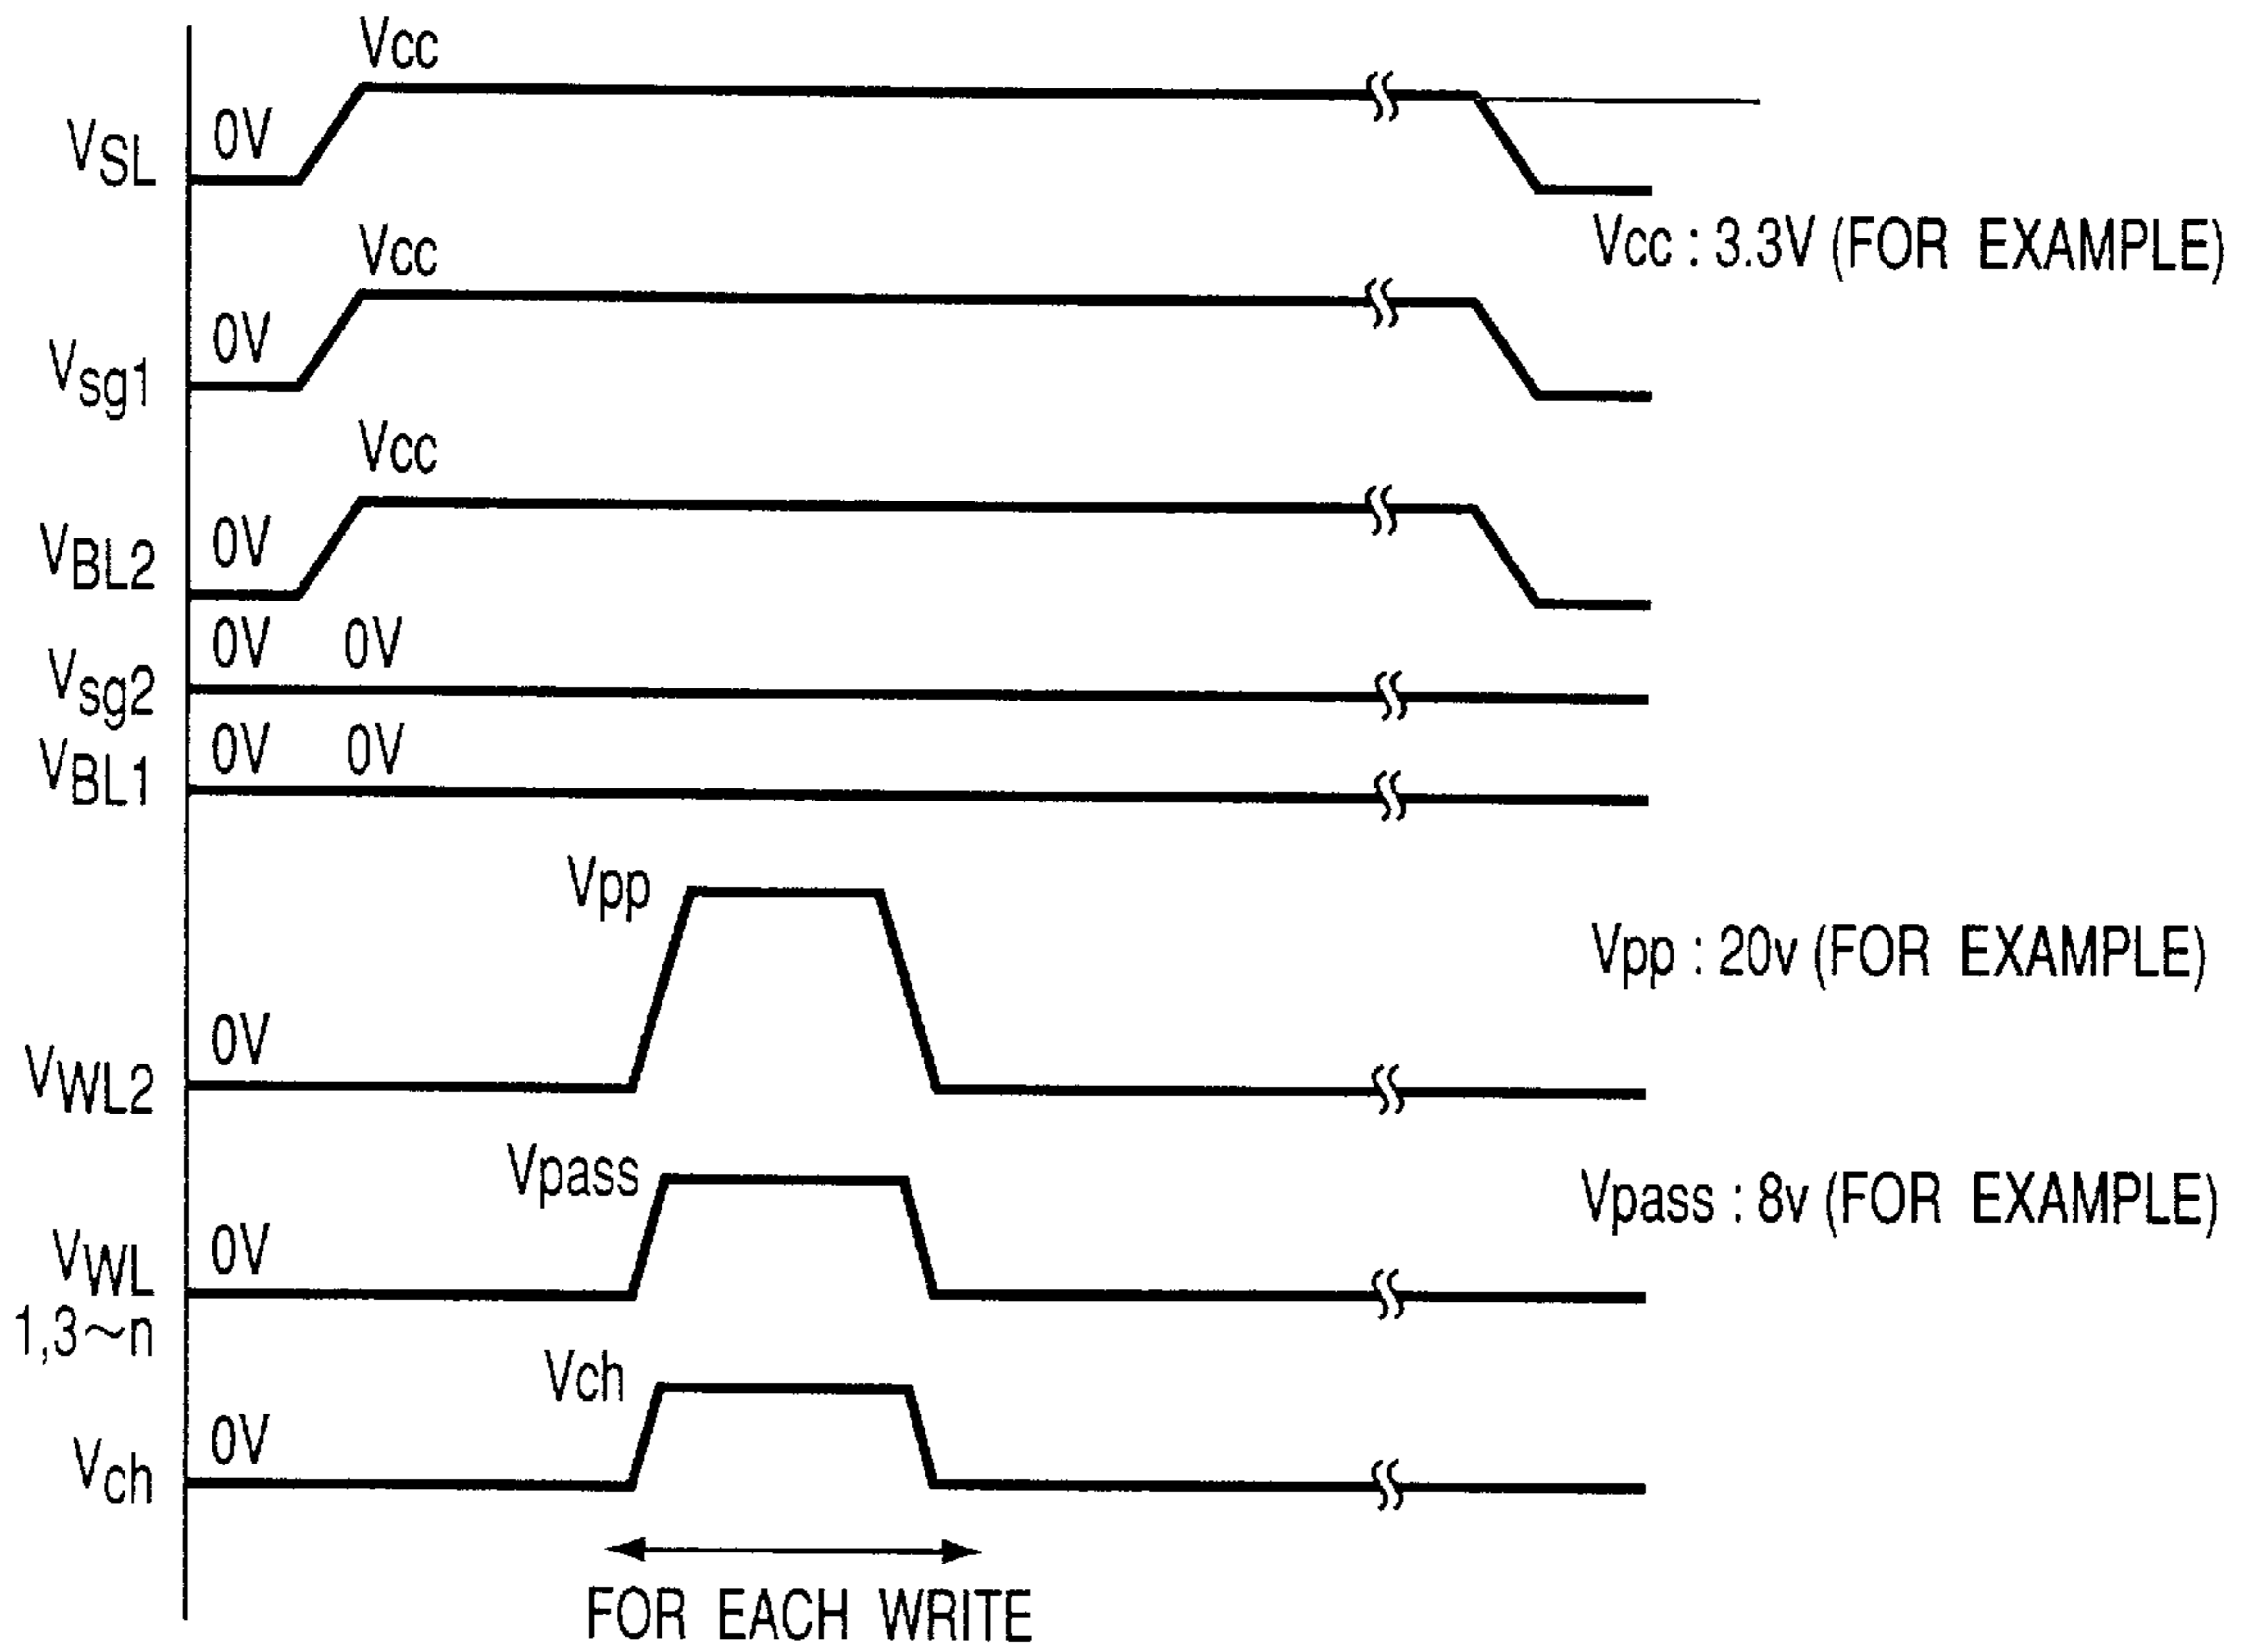 Vcc
0V
VSL
Vcc : 3.3V (FOR EXAMPLE)
Vcc
0V
Vsg1
Vcc
0V
VBL2
0V 0V
Vsg2
0V 0V
VBL1
Vpp
Vpp : 20v (FOR EXAMPLE)
0V
VWL2
Vpass
Vpass : 8v (FOR EXAMPLE)
0V
VWL
1,3~n
Vch
0V
Vch
FOR EACH WRITE